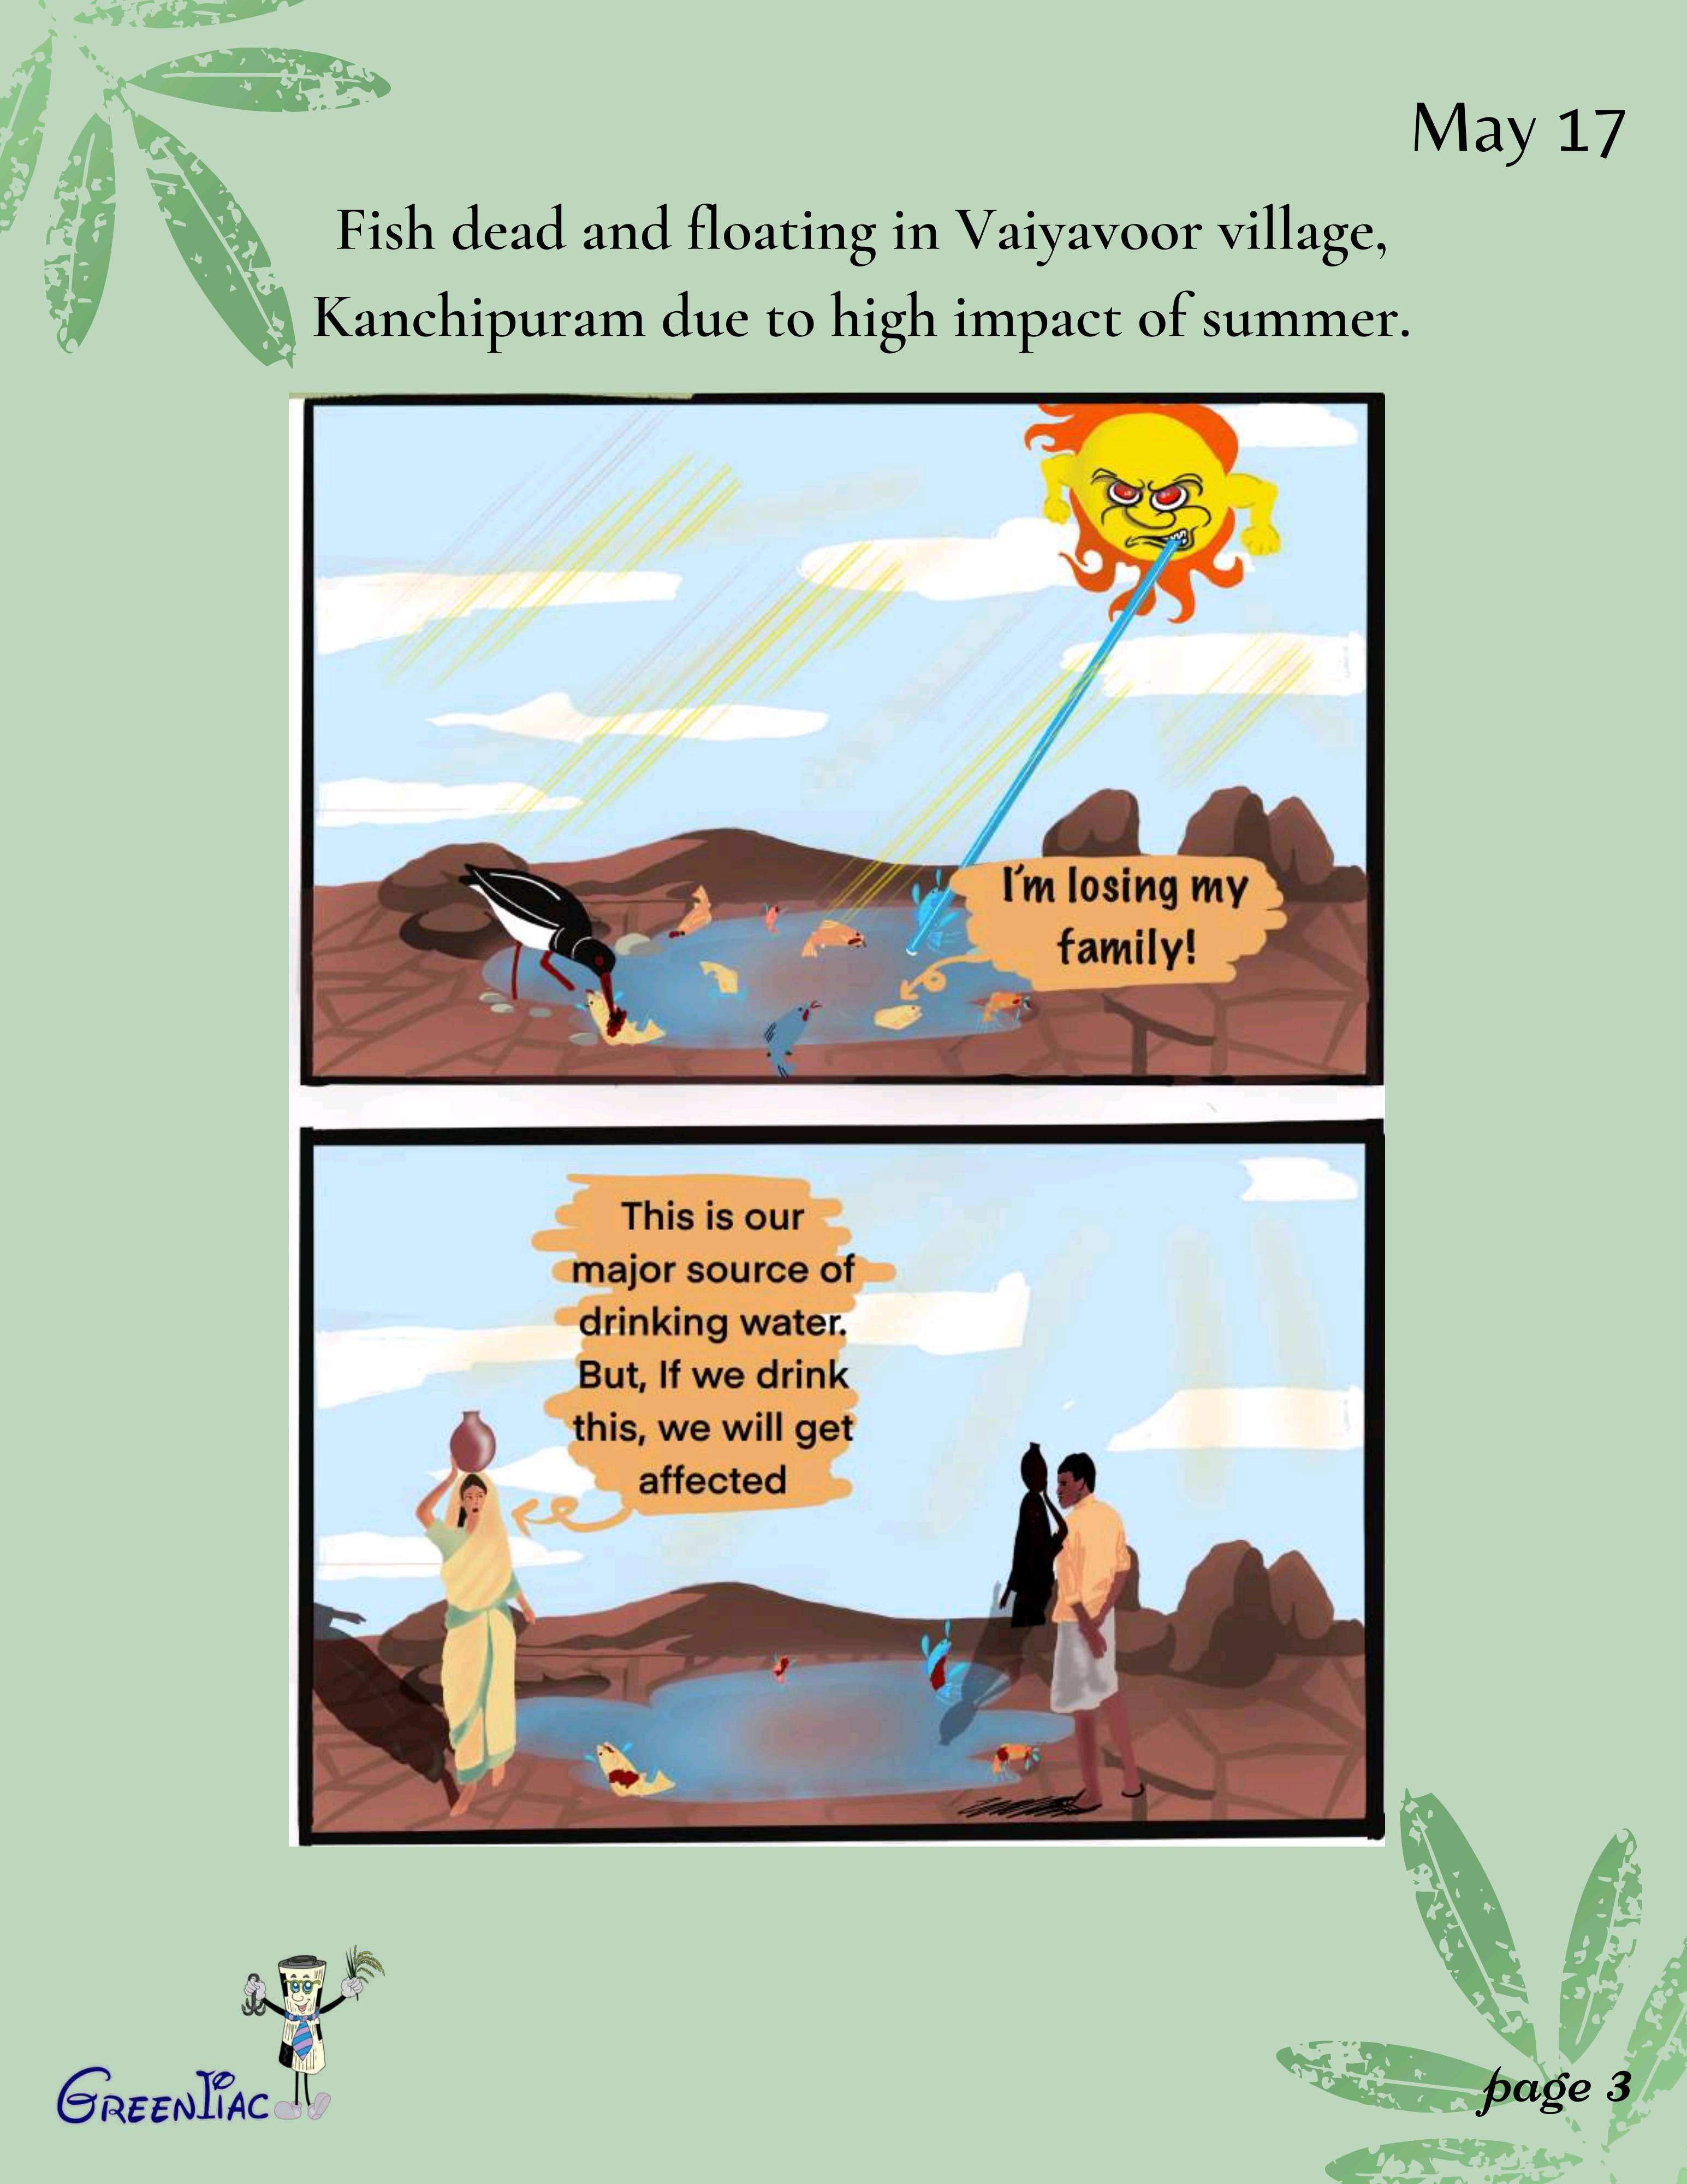 May 17
Fish dead and floating in Vaiyavoor village,
Kanchipuram due to high impact of summer.
I'm losing my
family!
This is our
major source of
drinking water.
But, If we drink
this, we will get
affected
GREENIIAC
page 3